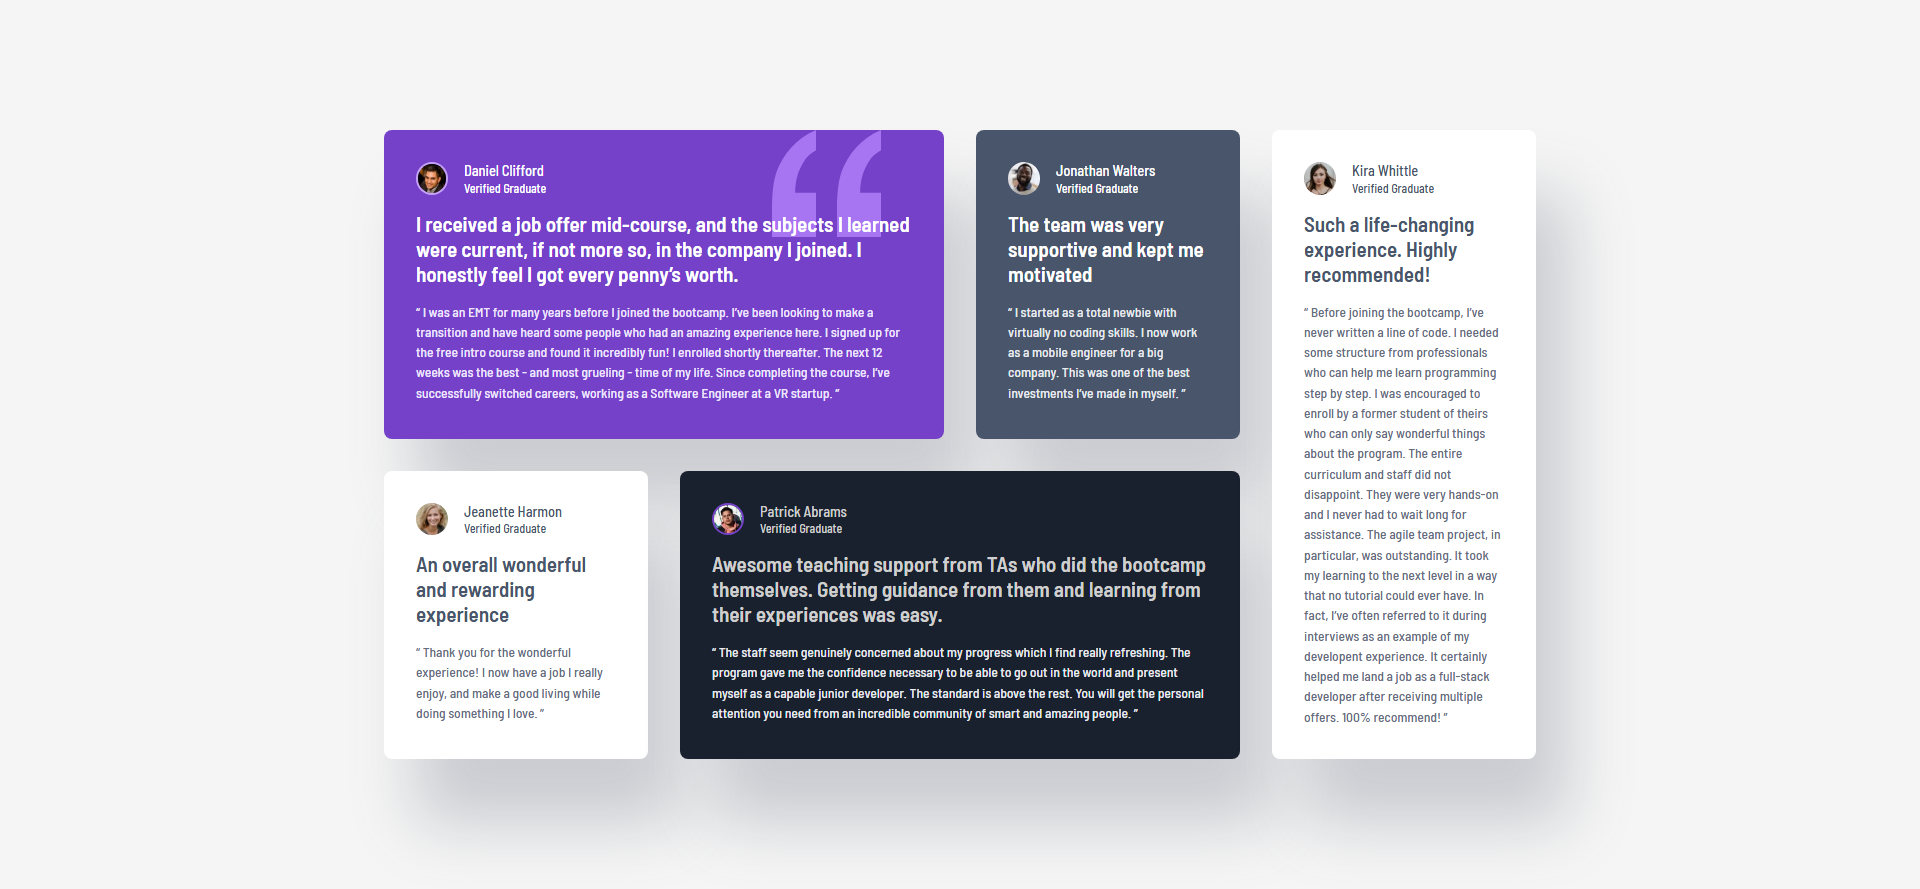 Daniel Clifford
Verified Graduate
I received a job offer mid-course, and the subjects I learned
were current, if not more so, in the company I joined. I
honestly feel I got every penny’s worth.
“ I was an EMT for many years before I joined the bootcamp. I’ve been looking to make a
transition and have heard some people who had an amazing experience here. I signed up for
the free intro course and found it incredibly fun! I enrolled shortly thereafter. The next 12
weeks was the best - and most grueling - time of my life. Since completing the course, I’ve
successfully switched careers, working as a Software Engineer at a VR startup. ”
Jonathan Walters
Verified Graduate
The team was very
supportive and kept me
motivated
“ I started as a total newbie with
virtually no coding skills. I now work
as a mobile engineer for a big
company. This was one of the best
investments I’ve made in myself. ”
Kira Whittle
Verified Graduate
Such a life-changing
experience. Highly
recommended!
“ Before joining the bootcamp, I’ve
never written a line of code. I needed
some structure from professionals
who can help me learn programming
step by step. I was encouraged to
enroll by a former student of theirs
who can only say wonderful things
about the program. The entire
curriculum and staff did not
disappoint. They were very hands-on
and I never had to wait long for
assistance. The agile team project, in
particular, was outstanding. It took
my learning to the next level in a way
that no tutorial could ever have. In
fact, I’ve often referred to it during
interviews as an example of my
developent experience. It certainly
helped me land a job as a full-stack
developer after receiving multiple
offers. 100% recommend! ”
Jeanette Harmon
Verified Graduate
An overall wonderful
and rewarding
experience
“ Thank you for the wonderful
experience! I now have a job I really
enjoy, and make a good living while
doing something I love. ”
Patrick Abrams
Verified Graduate
Awesome teaching support from TAs who did the bootcamp
themselves. Getting guidance from them and learning from
their experiences was easy.
“ The staff seem genuinely concerned about my progress which I find really refreshing. The
program gave me the confidence necessary to be able to go out in the world and present
myself as a capable junior developer. The standard is above the rest. You will get the personal
attention you need from an incredible community of smart and amazing people. ”